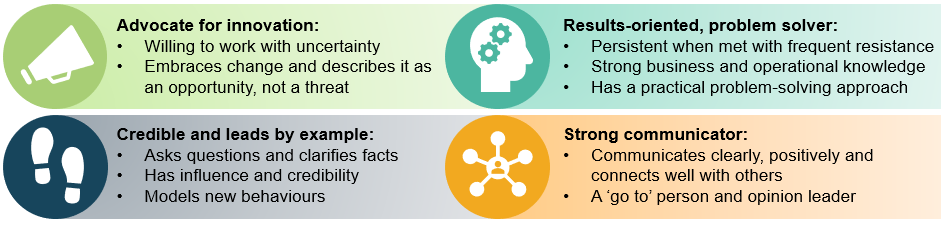 Advocate for innovation:
• Willing to work with uncertainty
• Embraces change and describes it as
an opportunity, not a threat
Results-oriented, problem solver:
• Persistent when met with frequent resistance
• Strong business and operational knowledge
• Has a practical problem-solving approach
Credible and leads by example:
• Asks questions and clarifies facts
• Has influence and credibility
• Models new behaviours
Strong communicator:
• Communicates clearly, positively and
connects well with others
• A ‘go to’ person and opinion leader